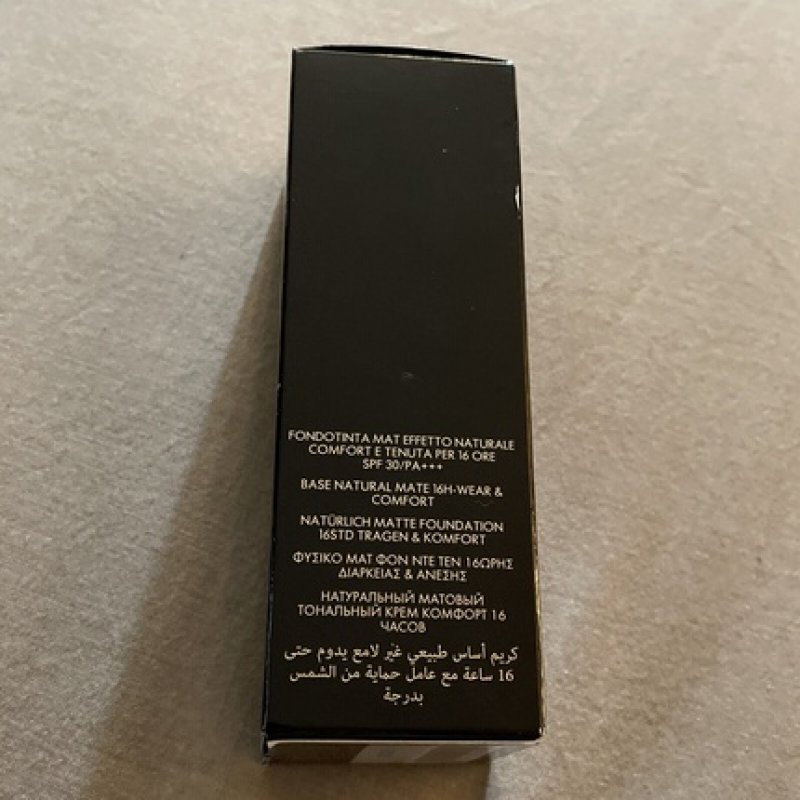 FONDOTINTA MAT EFFETTO NATURALE
COMFORT E TENUTA PER 16 ORE
SPF 30/PA+++
BASE NATURAL MATE 16H-WEAR &
COMFORT
NATÜRLICH MATTE FOUNDATION
16STD TRAGEN & KOMFORT
ΦΥΣΙΚΟ ΜΑΤ ΦΟΝ ΝΤΕ ΤΕΝ 16ΩΡΗΣ
ΔΙΑΡΚΕΙΑΣ & ΑΝΕΣΗΣ
НАТУРАЛЬНЫЙ МАТОВЫЙ
ТОНАЛЬНЫЙ КРЕМ КОМФОРТ 16
ЧАСОВ
كريم أساس طبيعي غير لامع يدوم حتى
16 ساعة مع عامل حماية من الشمس
بدرجة